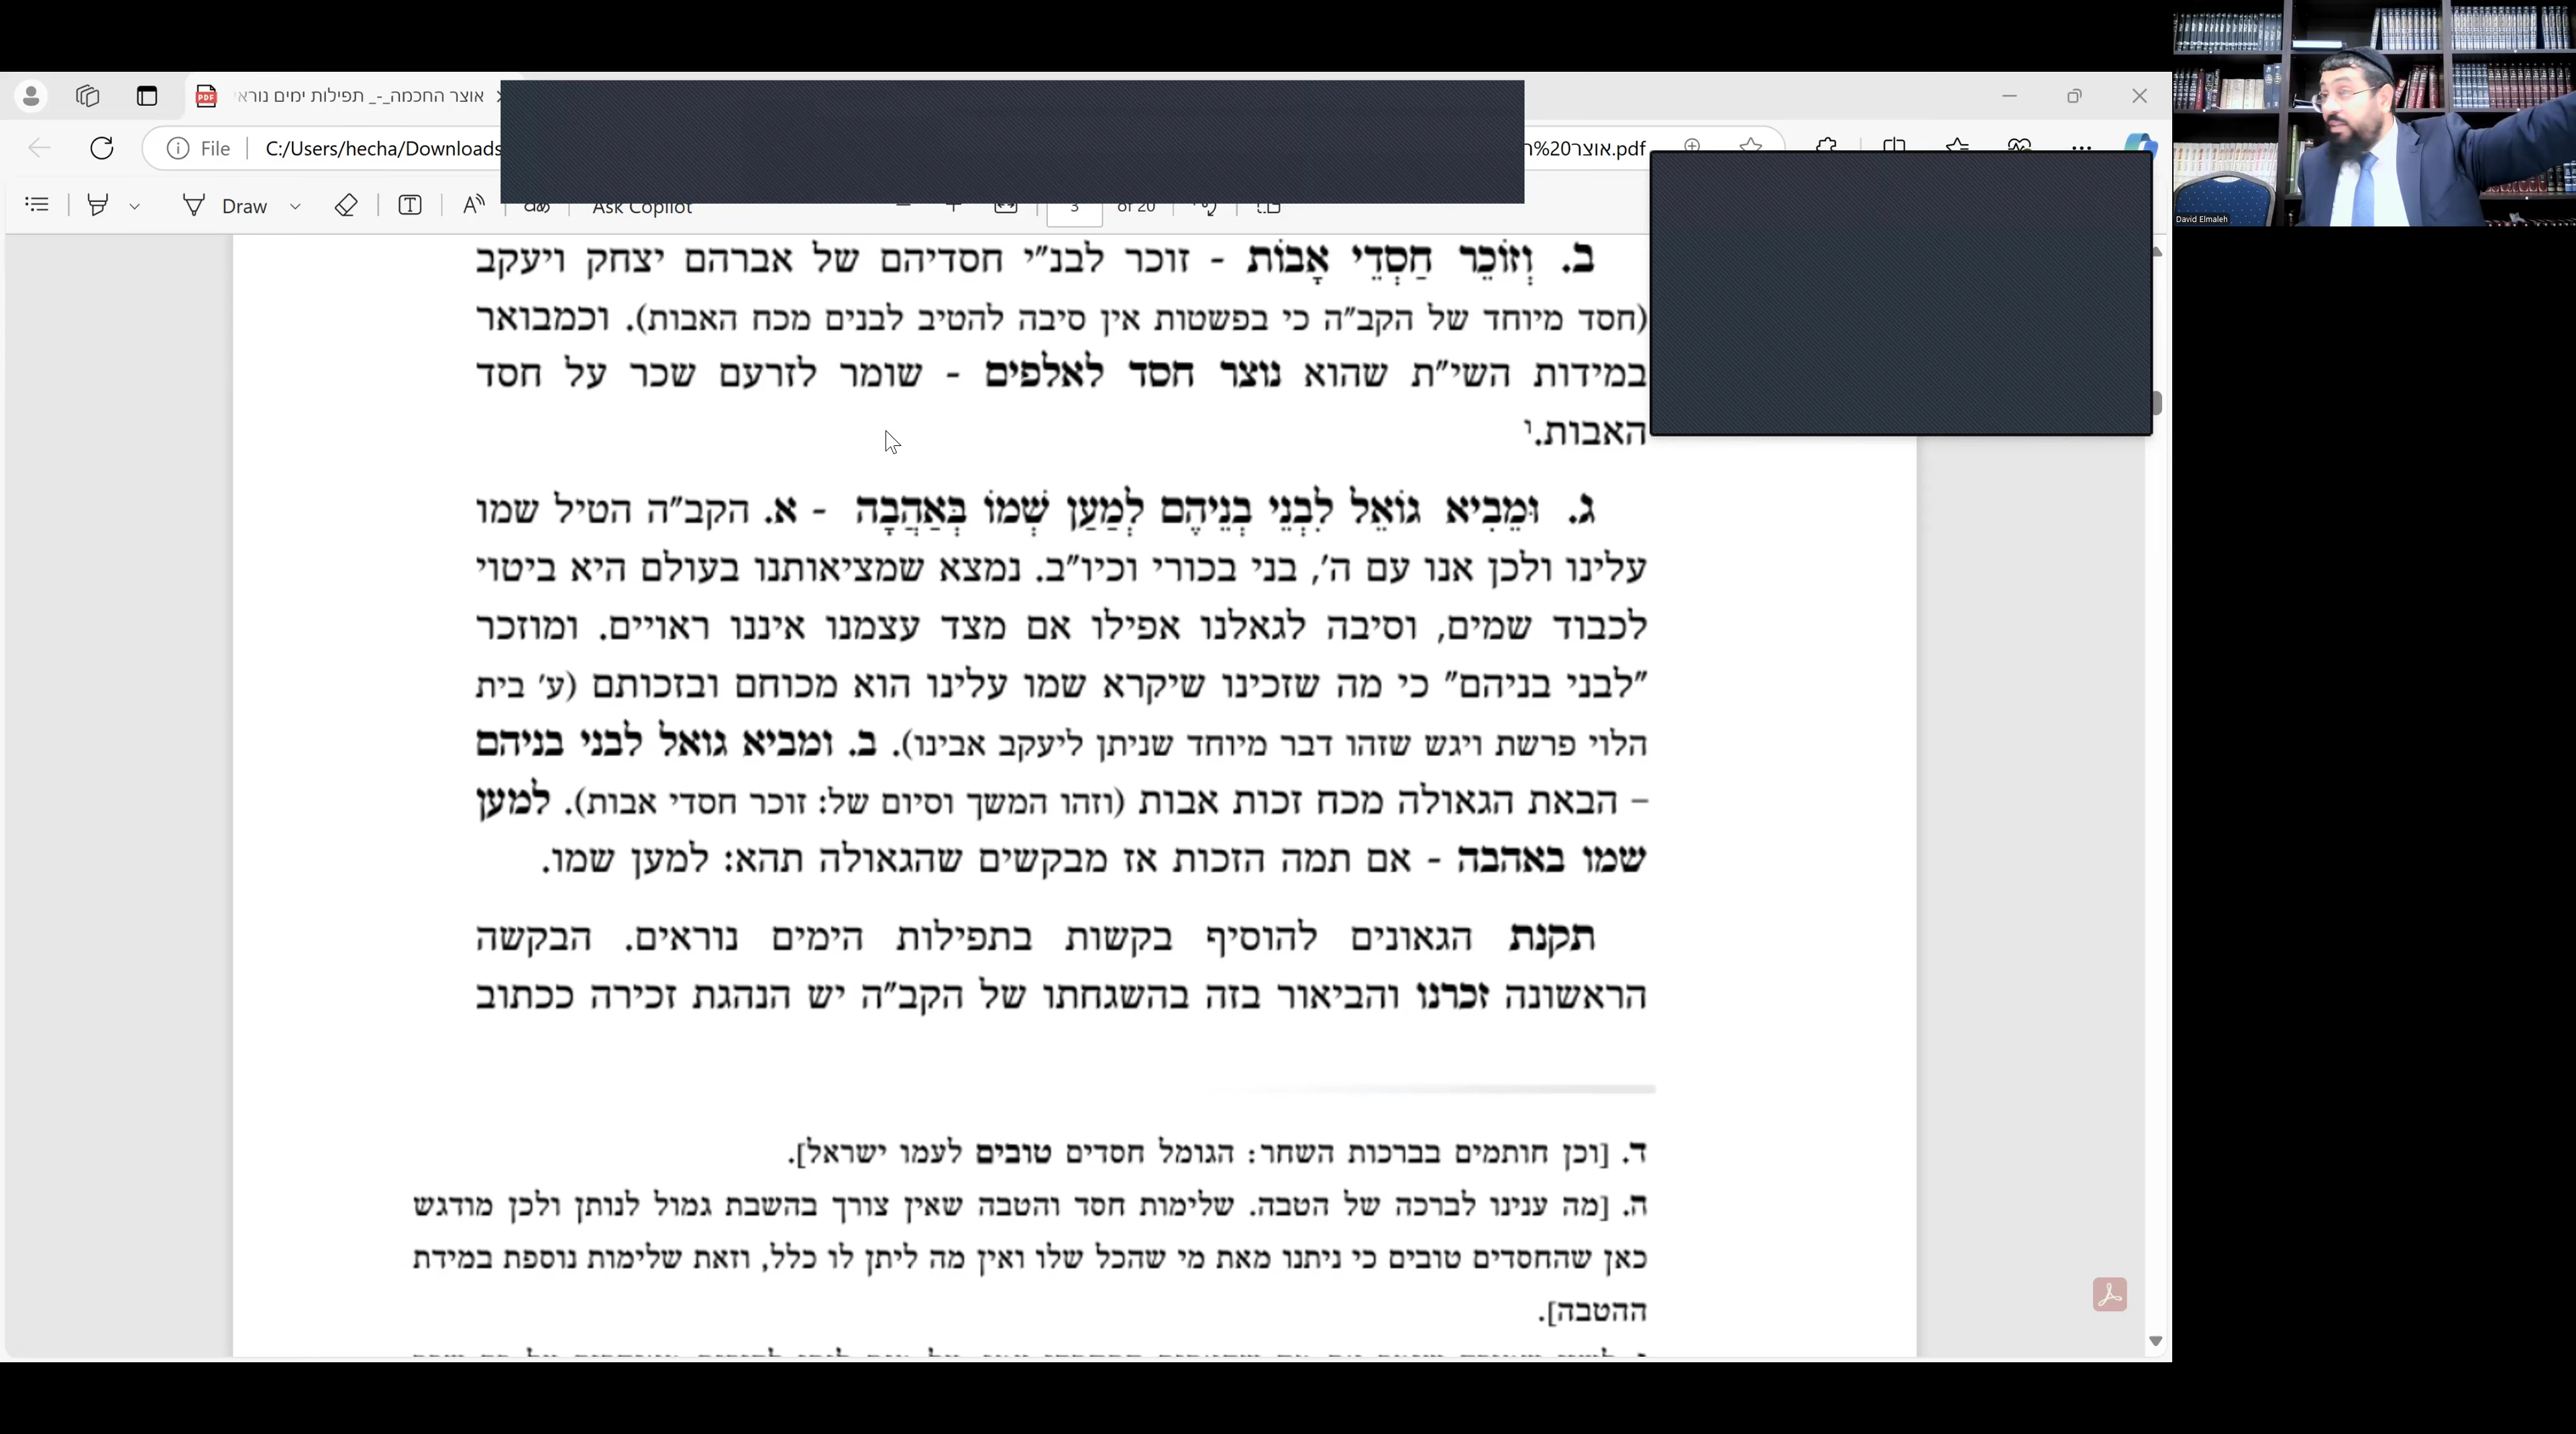 אוצר החכמה_-_ תפילות ימים נוראי
File
C:/Users/hecha/Downloads
אוצר%20ה.pdf
Draw
Ask Copilot
3
of 20
David Elmaleh
ב. וְזוֹכֵר חַסְדֵי אָבוֹת - זוכר לבנ"י חסדיהם של אברהם יצחק ויעקב
(חסד מיוחד של הקב"ה כי בפשטות אין סיבה להטיב לבנים מכח האבות). וכמבואר
במידות השי"ת שהוא נוצר חסד לאלפים - שומר לזרעם שכר על חסד
האבות.י
ג. וּמֵבִיא גוֹאֵל לִבְנֵי בְנֵיהֶם לְמַעַן שְׁמוֹ בְּאַהֲבָה - א. הקב"ה הטיל שמו
עלינו ולכן אנו עם ה', בני בכורי וכיו"ב. נמצא שמציאותנו בעולם היא ביטוי
לכבוד שמים, וסיבה לגאלנו אפילו אם מצד עצמנו איננו ראויים. ומוזכר
"לבני בניהם" כי מה שזכינו שיקרא שמו עלינו הוא מכוחם ובזכותם (ע' בית
הלוי פרשת ויגש שזהו דבר מיוחד שניתן ליעקב אבינו). ב. ומביא גואל לבני בניהם
– הבאת הגאולה מכח זכות אבות (וזהו המשך וסיום של: זוכר חסדי אבות). למען
שמו באהבה - אם תמה הזכות אז מבקשים שהגאולה תהא: למען שמו.
תקנת הגאונים להוסיף בקשות בתפילות הימים נוראים. הבקשה
הראשונה זכרנו והביאור בזה בהשגחתו של הקב"ה יש הנהגת זכירה ככתוב
ד. [וכן חותמים בברכות השחר: הגומל חסדים טובים לעמו ישראל].
ה. [מה ענינו לברכה של הטבה. שלימות חסד והטבה שאין צורך בהשבת גמול לנותן ולכן מודגש
כאן שהחסדים טובים כי ניתנו מאת מי שהכל שלו ואין מה ליתן לו כלל, וזאת שלימות נוספת במידת
ההטבה].